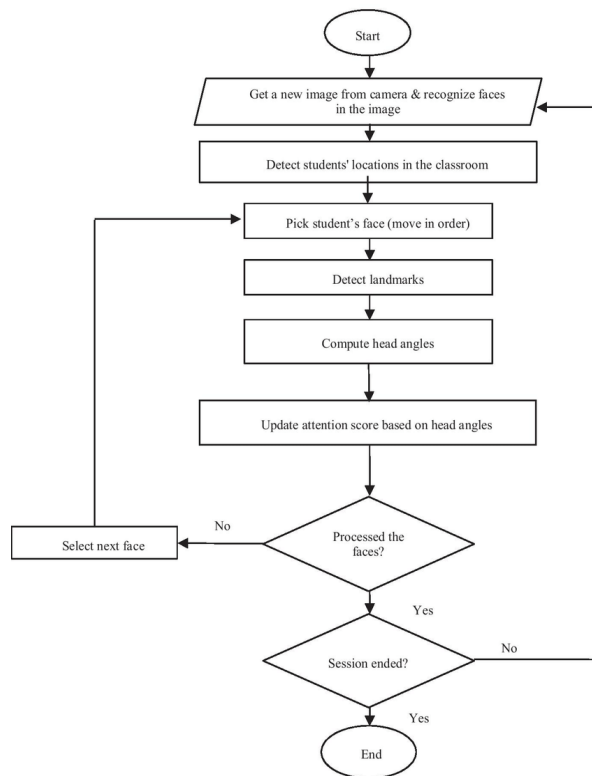 Start
Get a new image from camera & recognize faces
in the image
Detect students' locations in the classroom
Pick student’s face (move in order)
Detect landmarks
Compute head angles
Update attention score based on head angles
Processed the
faces?
No
Select next face
Yes
Session ended?
No
Yes
End